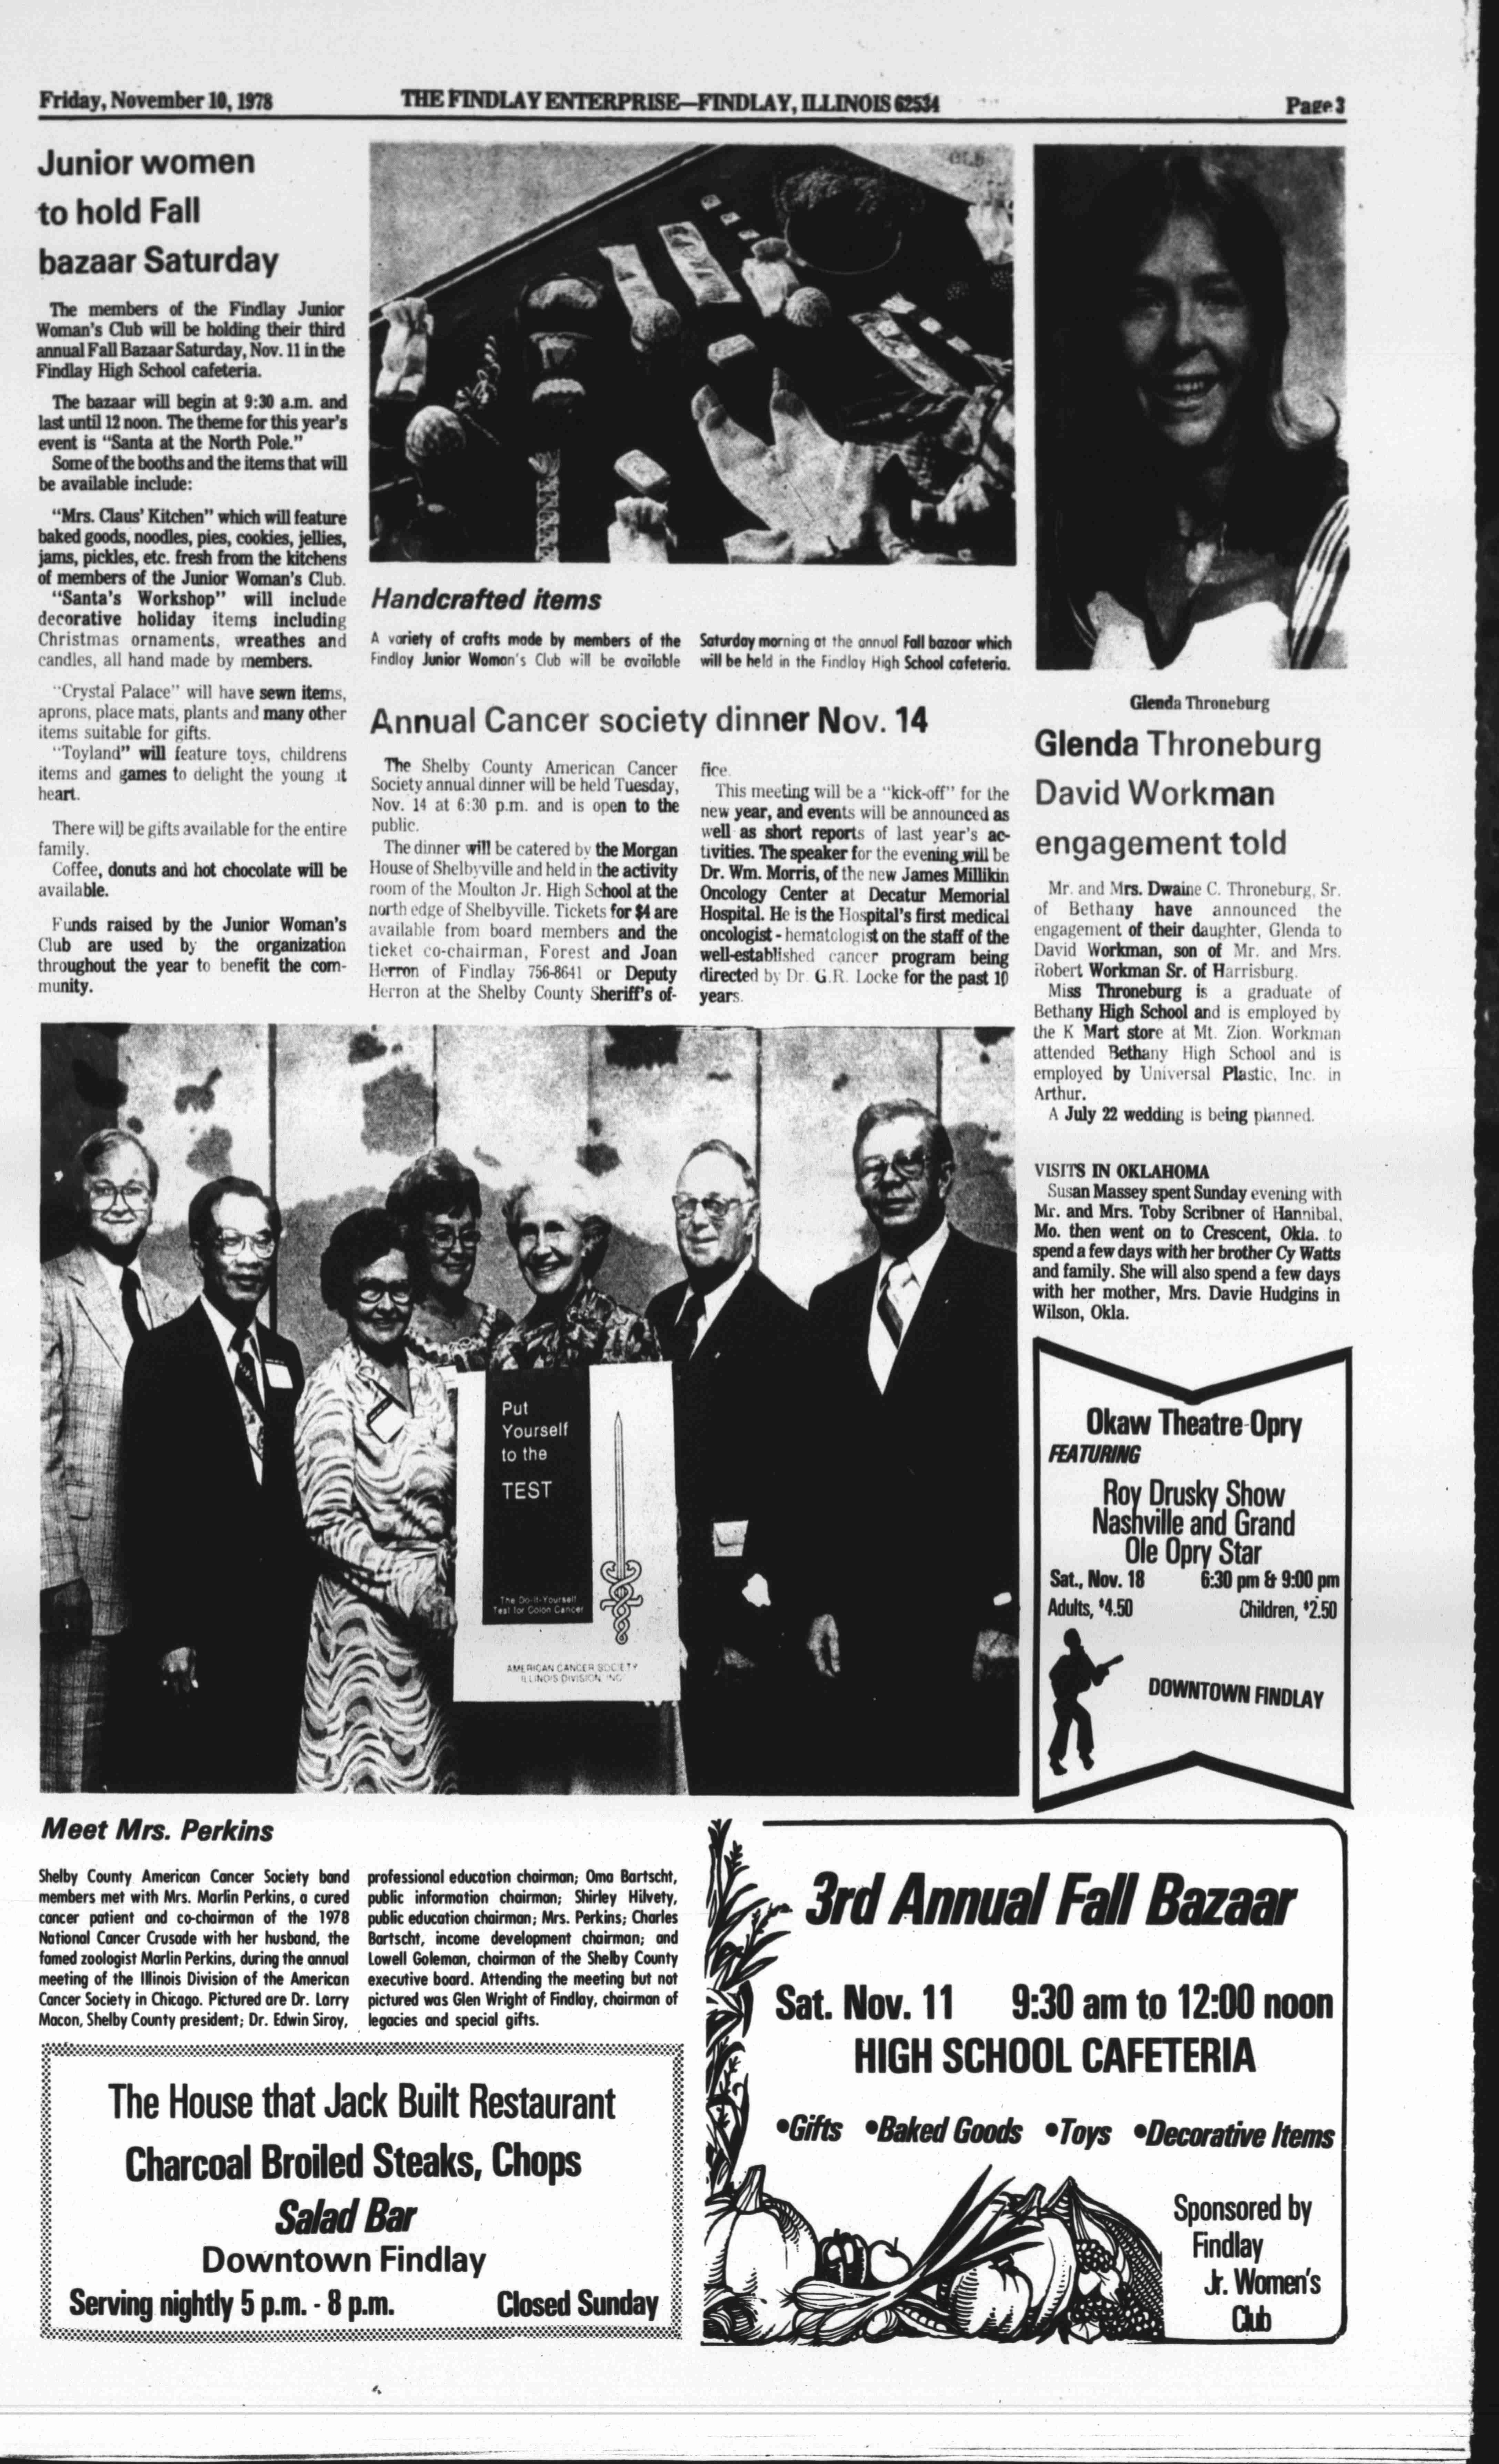 Friday, November 10, 1978
THE FINDLAY ENTERPRISE—FINDLAY, ILLINOIS 62534
Page 3
Junior women
to hold Fall
bazaar Saturday
The members of the Findlay Junior
Woman's Club will be holding their third
annual Fall Bazaar Saturday, Nov. 11 in the
Findlay High School cafeteria.
The bazaar will begin at 9:30 a.m. and
last until 12 noon. The theme for this year's
event is "Santa at the North Pole."
Some of the booths and the items that will
be available include:
"Mrs. Claus' Kitchen" which will feature
baked goods, noodles, pies, cookies, jellies,
jams, pickles, etc. fresh from the kitchens
of members of the Junior Woman's Club.
"Santa's Workshop" will include
decorative holiday items including
Christmas ornaments, wreathes and
candles, all hand made by members.
"Crystal Palace" will have sewn items,
aprons, place mats, plants and many other
items suitable for gifts.
"Toyland" will feature toys, childrens
items and games to delight the young at
heart.
There will be gifts available for the entire
family.
Coffee, donuts and hot chocolate will be
available.
Funds raised by the Junior Woman's
Club are used by the organization
throughout the year to benefit the com-
munity.
Handcrafted items
A variety of crafts made by members of the
Findlay Junior Woman's Club will be available
Saturday morning at the annual Fall bazaar which
will be held in the Findlay High School cafeteria.
Annual Cancer society dinner Nov. 14
The Shelby County American Cancer
Society annual dinner will be held Tuesday,
Nov. 14 at 6:30 p.m. and is open to the
public.
The dinner will be catered by the Morgan
House of Shelbyville and held in the activity
room of the Moulton Jr. High School at the
north edge of Shelbyville. Tickets for $4 are
available from board members and the
ticket co-chairman, Forest and Joan
Herron of Findlay 756-8641 or Deputy
Herron at the Shelby County Sheriff's of-
fice.
This meeting will be a "kick-off" for the
new year, and events will be announced as
well as short reports of last year's ac-
tivities. The speaker for the evening will be
Dr. Wm. Morris, of the new James Millikin
Oncology Center at Decatur Memorial
Hospital. He is the Hospital's first medical
oncologist - hematologist on the staff of the
well-established cancer program being
directed by Dr. G.R. Locke for the past 10
years.
Glenda Throneburg
Glenda Throneburg
David Workman
engagement told
Mr. and Mrs. Dwaine C. Throneburg, Sr.
of Bethany have announced the
engagement of their daughter, Glenda to
David Workman, son of Mr. and Mrs.
Robert Workman Sr. of Harrisburg.
Miss Throneburg is a graduate of
Bethany High School and is employed by
the K Mart store at Mt. Zion. Workman
attended Bethany High School and is
employed by Universal Plastic, Inc. in
Arthur.
A July 22 wedding is being planned.
VISITS IN OKLAHOMA
Susan Massey spent Sunday evening with
Mr. and Mrs. Toby Scribner of Hannibal,
Mo. then went on to Crescent, Okla. to
spend a few days with her brother Cy Watts
and family. She will also spend a few days
with her mother, Mrs. Davie Hudgins in
Wilson, Okla.
Put
Yourself
to the
TEST
The Do-It-Yourself
Test for Colon Cancer
AMERICAN CANCER SOCIETY
ILLINOIS DIVISION, INC.
Okaw Theatre-Opry
FEATURING
Roy Drusky Show
Nashville and Grand
Ole Opry Star
Sat., Nov. 18 6:30 pm & 9:00 pm
Adults, $4.50 Children, $2.50
DOWNTOWN FINDLAY
Meet Mrs. Perkins
Shelby County American Cancer Society band
members met with Mrs. Marlin Perkins, a cured
cancer patient and co-chairman of the 1978
National Cancer Crusade with her husband, the
famed zoologist Marlin Perkins, during the annual
meeting of the Illinois Division of the American
Cancer Society in Chicago. Pictured are Dr. Larry
Macon, Shelby County president; Dr. Edwin Siroy,
professional education chairman; Oma Bartscht,
public information chairman; Shirley Hilvety,
public education chairman; Mrs. Perkins; Charles
Bartscht, income development chairman; and
Lowell Goleman, chairman of the Shelby County
executive board. Attending the meeting but not
pictured was Glen Wright of Findlay, chairman of
legacies and special gifts.
The House that Jack Built Restaurant
Charcoal Broiled Steaks, Chops
Salad Bar
Downtown Findlay
Serving nightly 5 p.m. - 8 p.m. Closed Sunday
3rd Annual Fall Bazaar
Sat. Nov. 11 9:30 am to 12:00 noon
HIGH SCHOOL CAFETERIA
•Gifts •Baked Goods •Toys •Decorative Items
Sponsored by
Findlay
Jr. Women's
Club